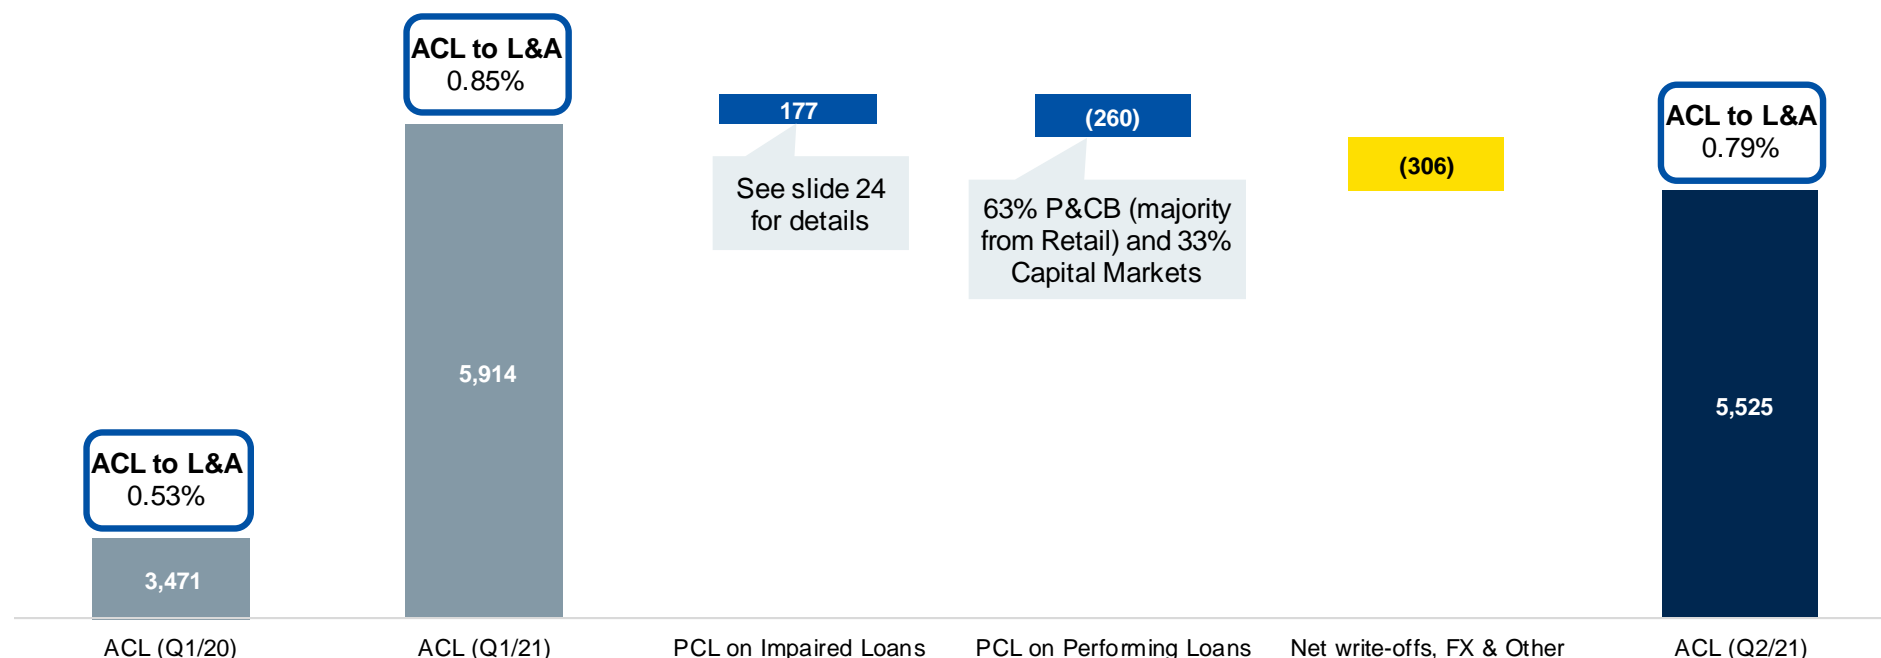 ACL to L&A
0.85%
ACL to L&A
0.79%
ACL to L&A
0.53%
177
(260)
(306)
See slide 24
for details
63% P&CB (majority
from Retail) and 33%
Capital Markets
3,471
5,914
5,525
ACL (Q1/20)
ACL (Q1/21)
PCL on Impaired Loans
PCL on Performing Loans
Net write-offs, FX & Other
ACL (Q2/21)